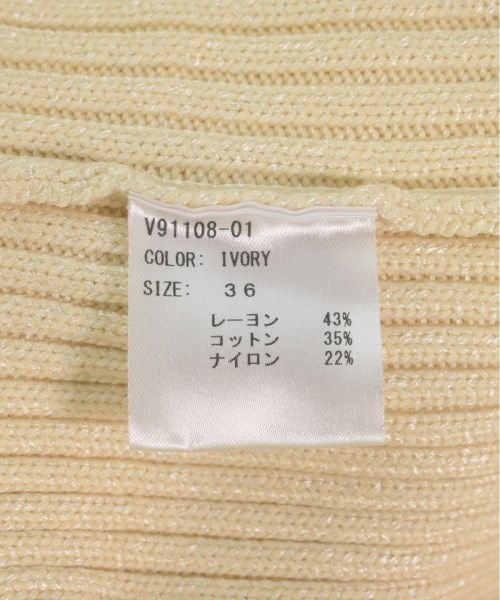 V91108-01
COLOR: IVORY
SIZE: 36
レーヨン 43%
コットン 35%
ナイロン 22%